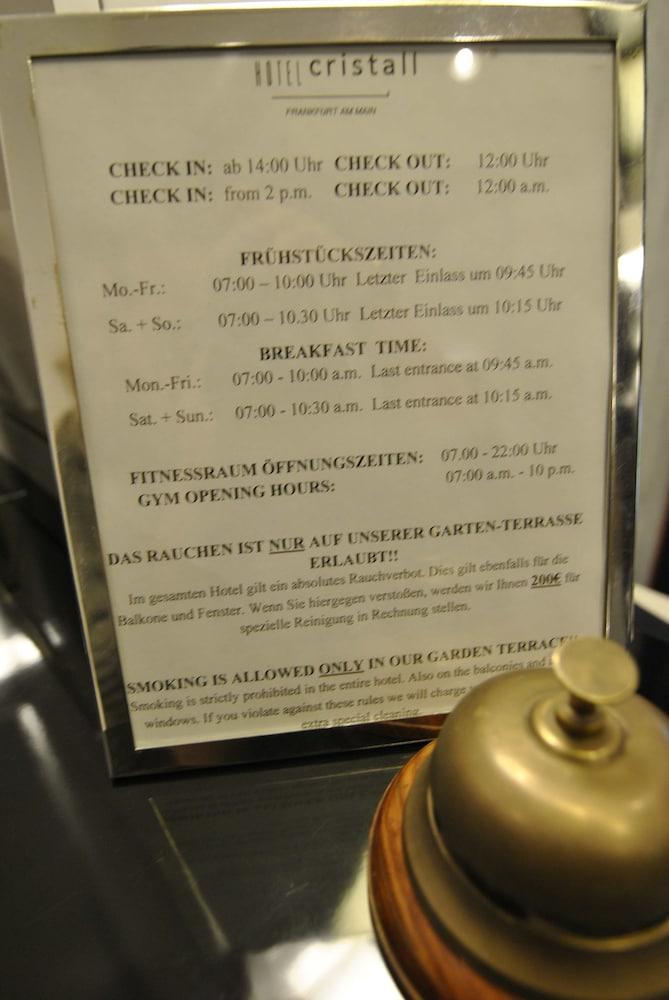 HOTEL cristall
FRANKFURT AM MAIN
CHECK IN: ab 14:00 Uhr CHECK OUT: 12:00 Uhr
CHECK IN: from 2 p.m. CHECK OUT: 12:00 a.m.
FRÜHSTÜCKSZEITEN:
Mo.-Fr.: 07:00 – 10:00 Uhr Letzter Einlass um 09:45 Uhr
Sa. + So.: 07:00 – 10.30 Uhr Letzter Einlass um 10:15 Uhr
BREAKFAST TIME:
Mon.-Fri.: 07:00 - 10:00 a.m. Last entrance at 09:45 a.m.
Sat. + Sun.: 07:00 - 10:30 a.m. Last entrance at 10:15 a.m.
FITNESSRAUM ÖFFNUNGSZEITEN: 07.00 - 22:00 Uhr
GYM OPENING HOURS: 07:00 a.m. - 10 p.m.
DAS RAUCHEN IST NUR AUF UNSERER GARTEN-TERRASSE
ERLAUBT!!
Im gesamten Hotel gilt ein absolutes Rauchverbot. Dies gilt ebenfalls für die
Balkone und Fenster. Wenn Sie hiergegen verstoßen, werden wir Ihnen 200€ für
spezielle Reinigung in Rechnung stellen.
SMOKING IS ALLOWED ONLY IN OUR GARDEN TERRACE!!
Smoking is strictly prohibited in the entire hotel. Also on the balconies and
windows. If you violate against these rules we will charge
extra special cleaning.